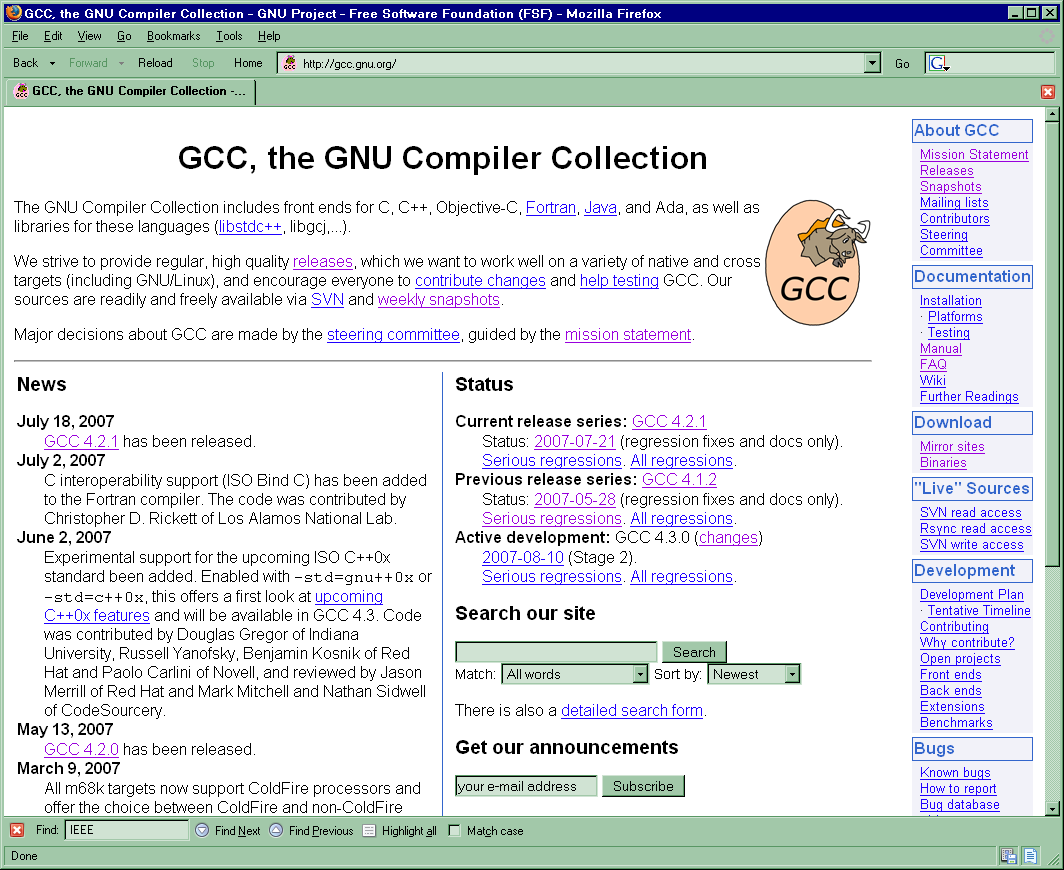 GCC, the GNU Compiler Collection - GNU Project - Free Software Foundation (FSF) - Mozilla Firefox
File Edit View Go Bookmarks Tools Help
Back Forward Reload Stop Home http://gcc.gnu.org/ Go G
GCC, the GNU Compiler Collection -...
GCC, the GNU Compiler Collection
The GNU Compiler Collection includes front ends for C, C++, Objective-C, Fortran, Java, and Ada, as well as
libraries for these languages (libstdc++, libgcj,...).
We strive to provide regular, high quality releases, which we want to work well on a variety of native and cross
targets (including GNU/Linux), and encourage everyone to contribute changes and help testing GCC. Our
sources are readily and freely available via SVN and weekly snapshots.
Major decisions about GCC are made by the steering committee, guided by the mission statement.
GCC
News
July 18, 2007
GCC 4.2.1 has been released.
July 2, 2007
C interoperability support (ISO Bind C) has been added
to the Fortran compiler. The code was contributed by
Christopher D. Rickett of Los Alamos National Lab.
June 2, 2007
Experimental support for the upcoming ISO C++0x
standard been added. Enabled with -std=gnu++0x or
-std=c++0x, this offers a first look at upcoming
C++0x features and will be available in GCC 4.3. Code
was contributed by Douglas Gregor of Indiana
University, Russell Yanofsky, Benjamin Kosnik of Red
Hat and Paolo Carlini of Novell, and reviewed by Jason
Merrill of Red Hat and Mark Mitchell and Nathan Sidwell
of CodeSourcery.
May 13, 2007
GCC 4.2.0 has been released.
March 9, 2007
All m68k targets now support ColdFire processors and
offer the choice between ColdFire and non-ColdFire
Status
Current release series: GCC 4.2.1
Status: 2007-07-21 (regression fixes and docs only).
Serious regressions. All regressions.
Previous release series: GCC 4.1.2
Status: 2007-05-28 (regression fixes and docs only).
Serious regressions. All regressions.
Active development: GCC 4.3.0 (changes)
2007-08-10 (Stage 2).
Serious regressions. All regressions.
Search our site
Search
Match: All words Sort by: Newest
There is also a detailed search form.
Get our announcements
your e-mail address Subscribe
About GCC
Mission Statement
Releases
Snapshots
Mailing lists
Contributors
Steering
Committee
Documentation
Installation
· Platforms
· Testing
Manual
FAQ
Wiki
Further Readings
Download
Mirror sites
Binaries
"Live" Sources
SVN read access
Rsync read access
SVN write access
Development
Development Plan
· Tentative Timeline
Contributing
Why contribute?
Open projects
Front ends
Back ends
Extensions
Benchmarks
Bugs
Known bugs
How to report
Bug database
Find: IEEE Find Next Find Previous Highlight all Match case
Done